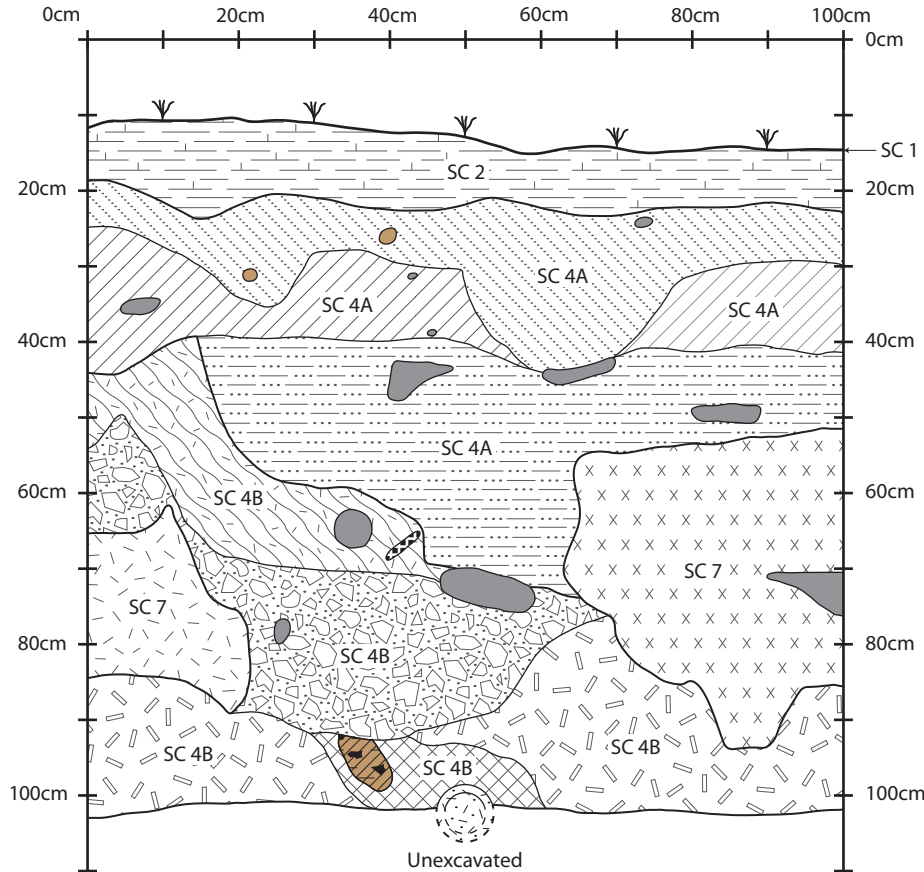 0cm 20cm 40cm 60cm 80cm 100cm
0cm
SC 1
SC 2
20cm 20cm
SC 4A
SC 4A SC 4A
40cm 40cm
SC 4A
SC 4B
60cm 60cm
SC 7
SC 7
SC 4B
80cm 80cm
SC 4B
SC 4B SC 4B
100cm 100cm
Unexcavated